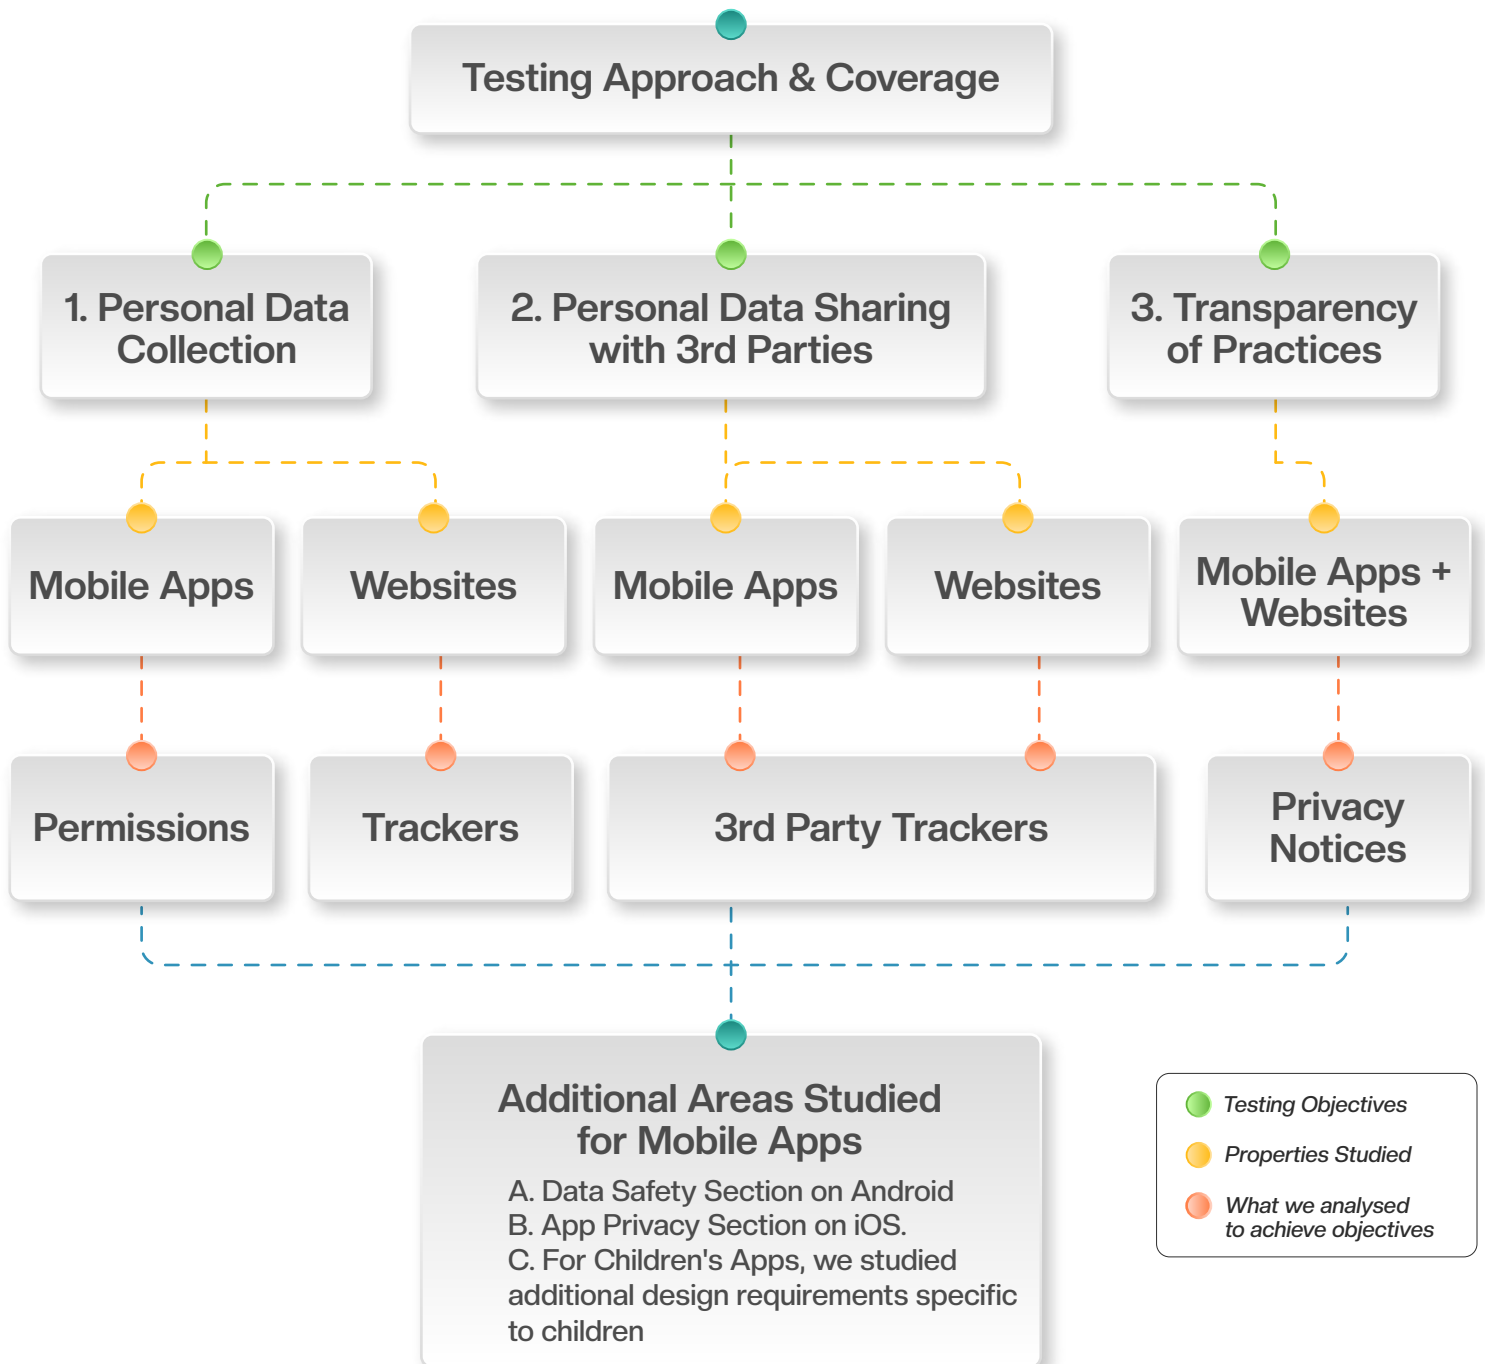 Testing Approach & Coverage
1. Personal Data
Collection
2. Personal Data Sharing
with 3rd Parties
3. Transparency
of Practices
Mobile Apps
Websites
Mobile Apps
Websites
Mobile Apps +
Websites
Permissions
Trackers
3rd Party Trackers
Privacy
Notices
Additional Areas Studied
for Mobile Apps
A. Data Safety Section on Android
B. App Privacy Section on iOS.
C. For Children's Apps, we studied
additional design requirements specific
to children
Testing Objectives
Properties Studied
What we analysed
to achieve objectives